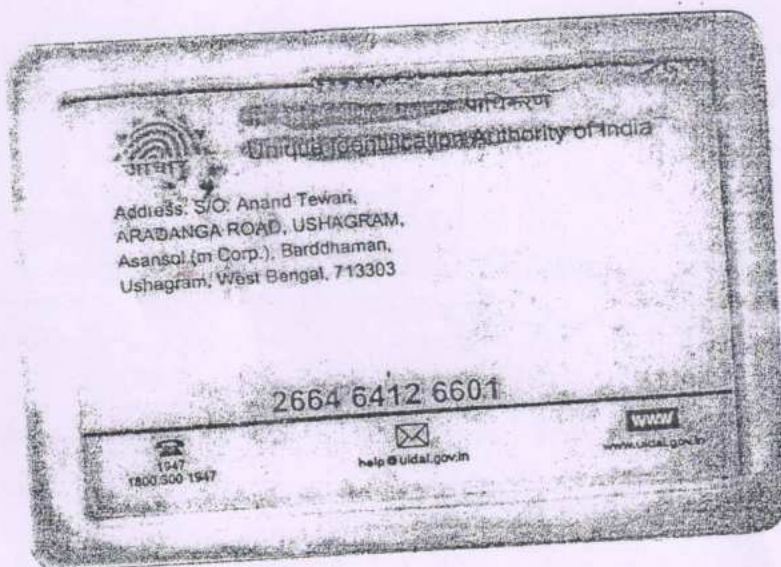 प्राधिकरण
Unique Identification Authority of India
आधार
Address: S/O: Anand Tewari,
ARADANGA ROAD, USHAGRAM,
Asansol (m Corp.), Barddhaman,
Ushagram, West Bengal, 713303
2664 6412 6601
1947
1800 300 1947
help@uidai.gov.in
www
www.uidai.gov.in